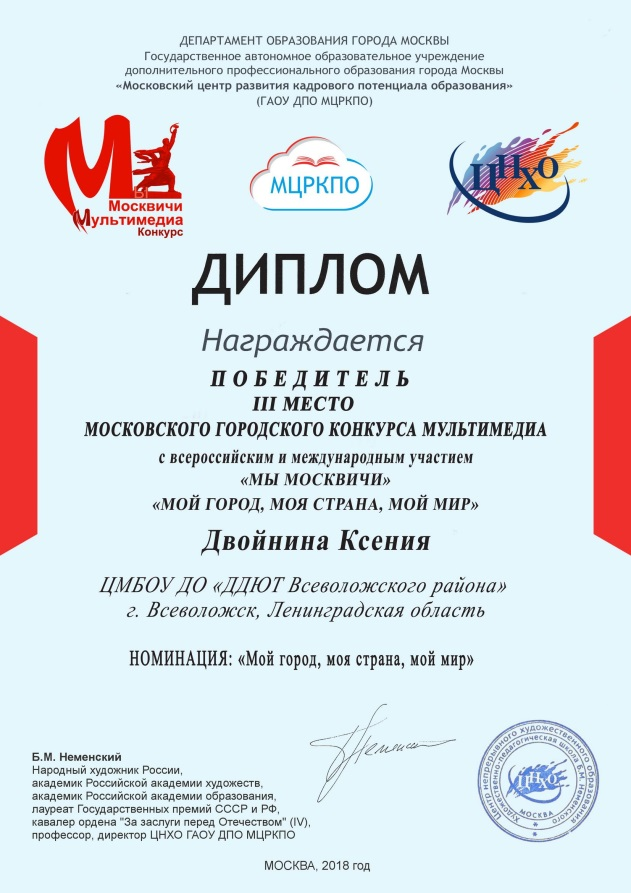 ДЕПАРТАМЕНТ ОБРАЗОВАНИЯ ГОРОДА МОСКВЫ
Государственное автономное образовательное учреждение
дополнительного профессионального образования города Москвы
«Московский центр развития кадрового потенциала образования»
(ГАОУ ДПО МЦРКПО)
Мы
Москвичи
Мультимедиа
Конкурс
МЦРКПО
ЦНХО
ДИПЛОМ
Награждается
ПОБЕДИТЕЛЬ
III МЕСТО
МОСКОВСКОГО ГОРОДСКОГО КОНКУРСА МУЛЬТИМЕДИА
с всероссийским и международным участием
«МЫ МОСКВИЧИ»
«МОЙ ГОРОД, МОЯ СТРАНА, МОЙ МИР»
Двойнина Ксения
ЦМБОУ ДО «ДДЮТ Всеволожского района»
г. Всеволожск, Ленинградская область
НОМИНАЦИЯ: «Мой город, моя страна, мой мир»
Б.М. Неменский
Народный художник России,
академик Российской академии художеств,
академик Российской академии образования,
лауреат Государственных премий СССР и РФ,
кавалер ордена "За заслуги перед Отечеством" (IV),
профессор, директор ЦНХО ГАОУ ДПО МЦРКПО
Центр непрерывного художественного образования
Художественно-педагогическая школа Б.М. Неменского
ЦНХО
МОСКВА
МОСКВА, 2018 год